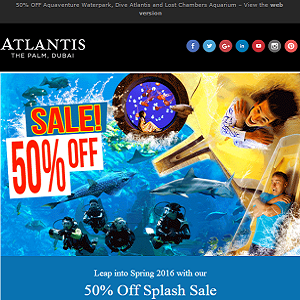 50% OFF Aquaventure Waterpark, Dive Atlantis and Lost Chambers Aquarium – View the web
version
ATLANTIS
THE PALM, DUBAI
SALE!
50% OFF
Leap into Spring 2016 with our
50% Off Splash Sale